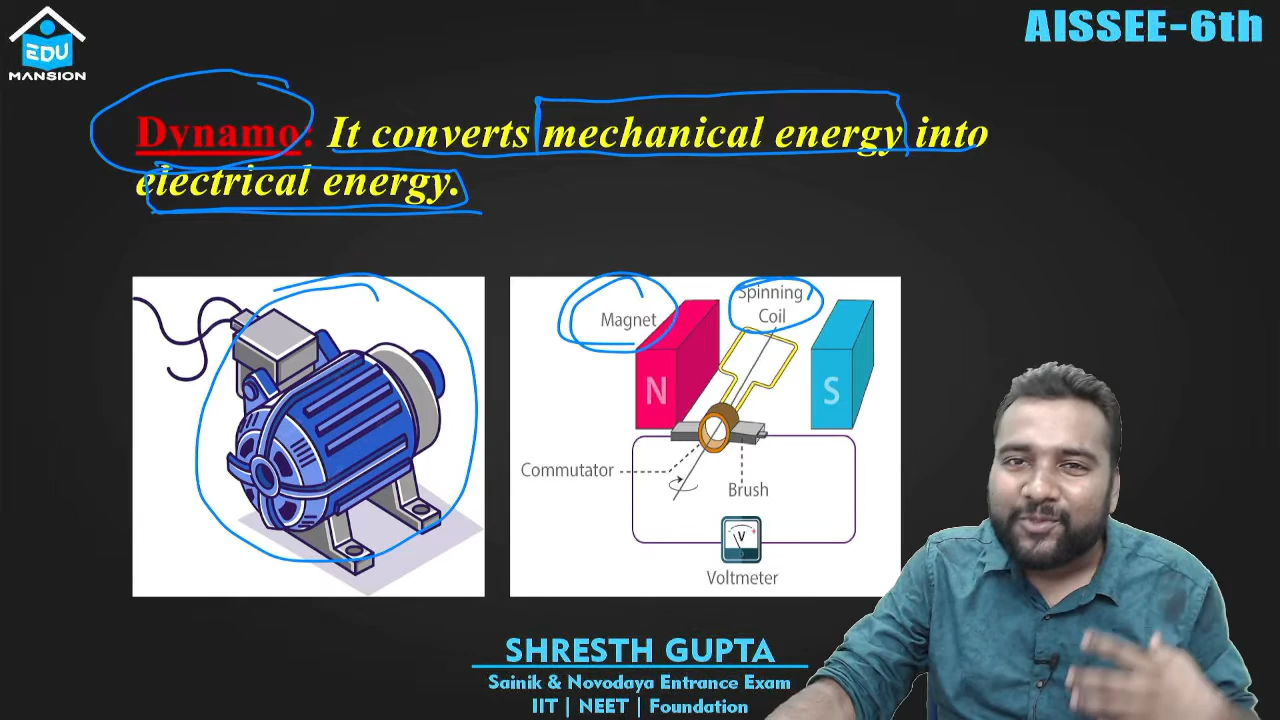 EDU
MANSION
AISSEE-6th
Dynamo: It converts mechanical energy into
electrical energy.
Magnet
Spinning
Coil
N
S
Commutator
Brush
V
Voltmeter
SHRESTH GUPTA
Sainik & Novodaya Entrance Exam
IIT | NEET | Foundation